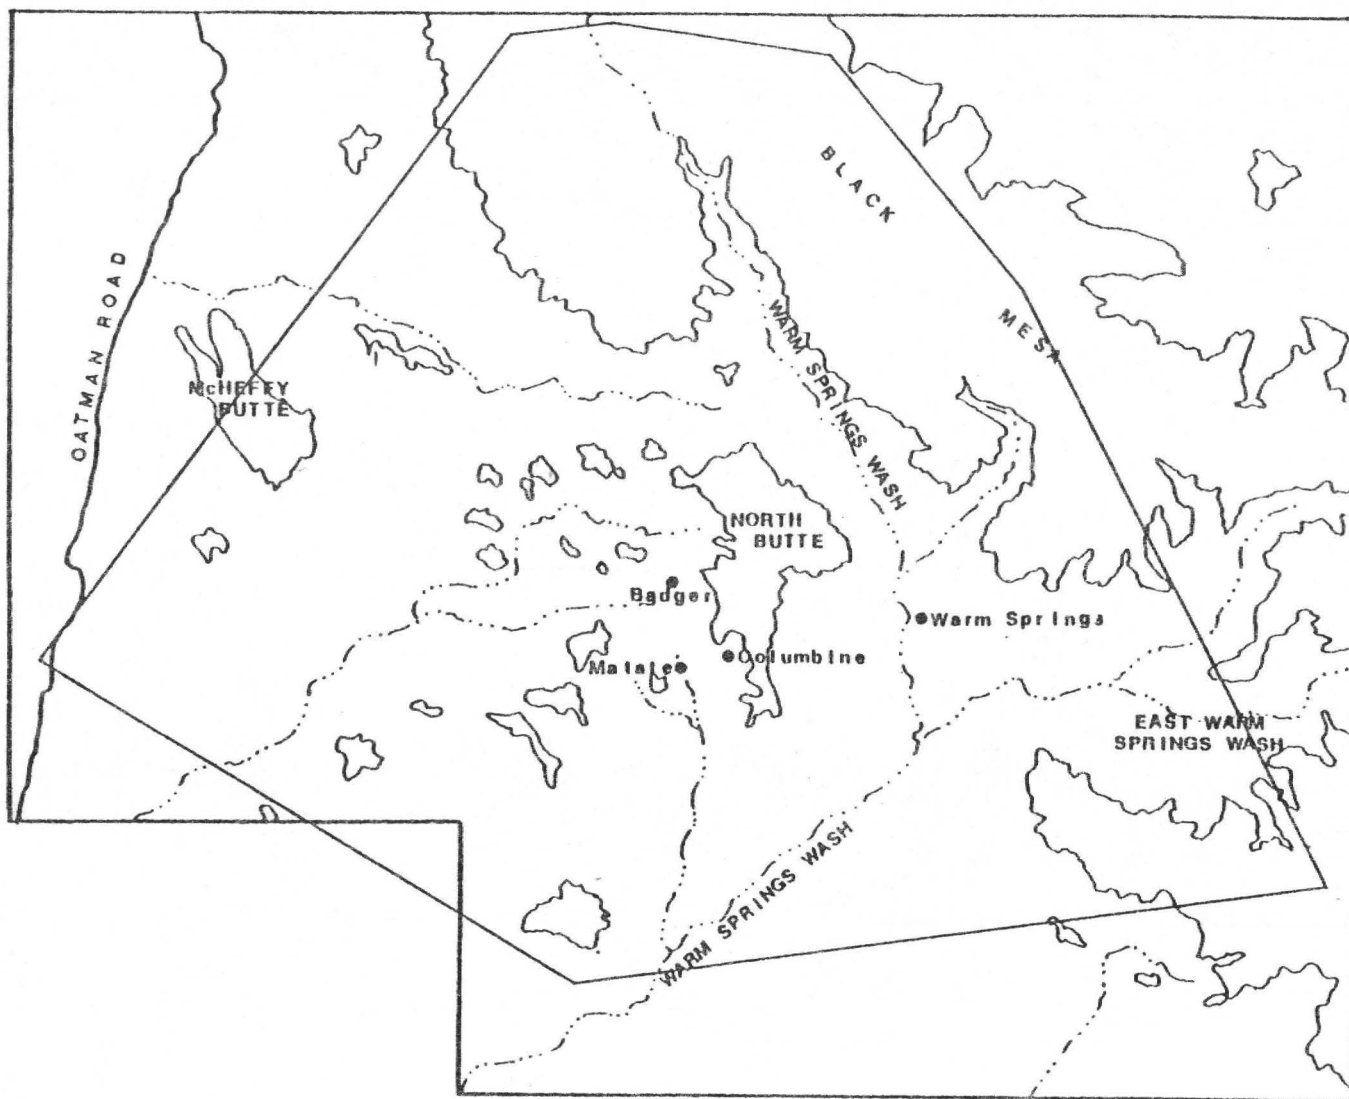 BLACK
MESA
OATMAN ROAD
WARM SPRINGS WASH
McHEFFY
BUTTE
NORTH
BUTTE
Badger
Warm Springs
Columbine
Matate
EAST WARM
SPRINGS WASH
WARM SPRINGS WASH